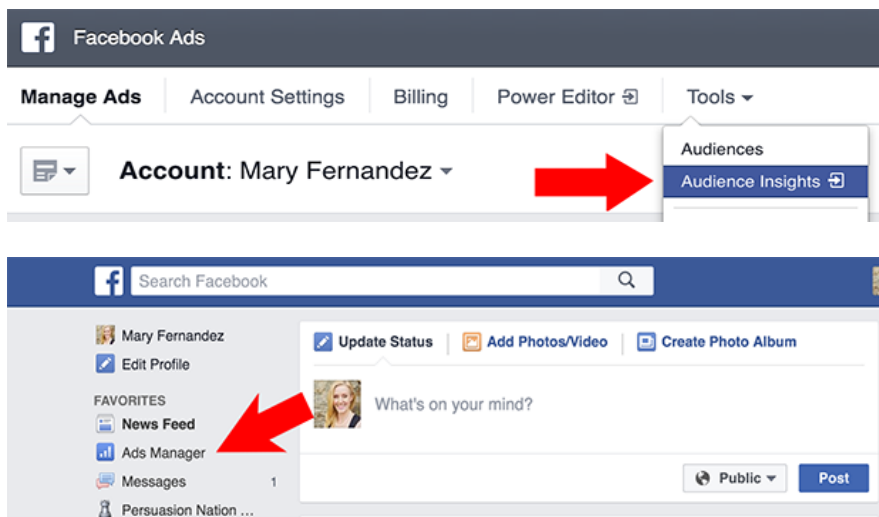 Facebook Ads
Manage Ads Account Settings Billing Power Editor Tools
Audiences
Account: Mary Fernandez
Audience Insights
Search Facebook
Mary Fernandez
Update Status Add Photos/Video Create Photo Album
Edit Profile
FAVORITES
What's on your mind?
News Feed
Ads Manager
Messages 1
Public Post
Persuasion Nation ...